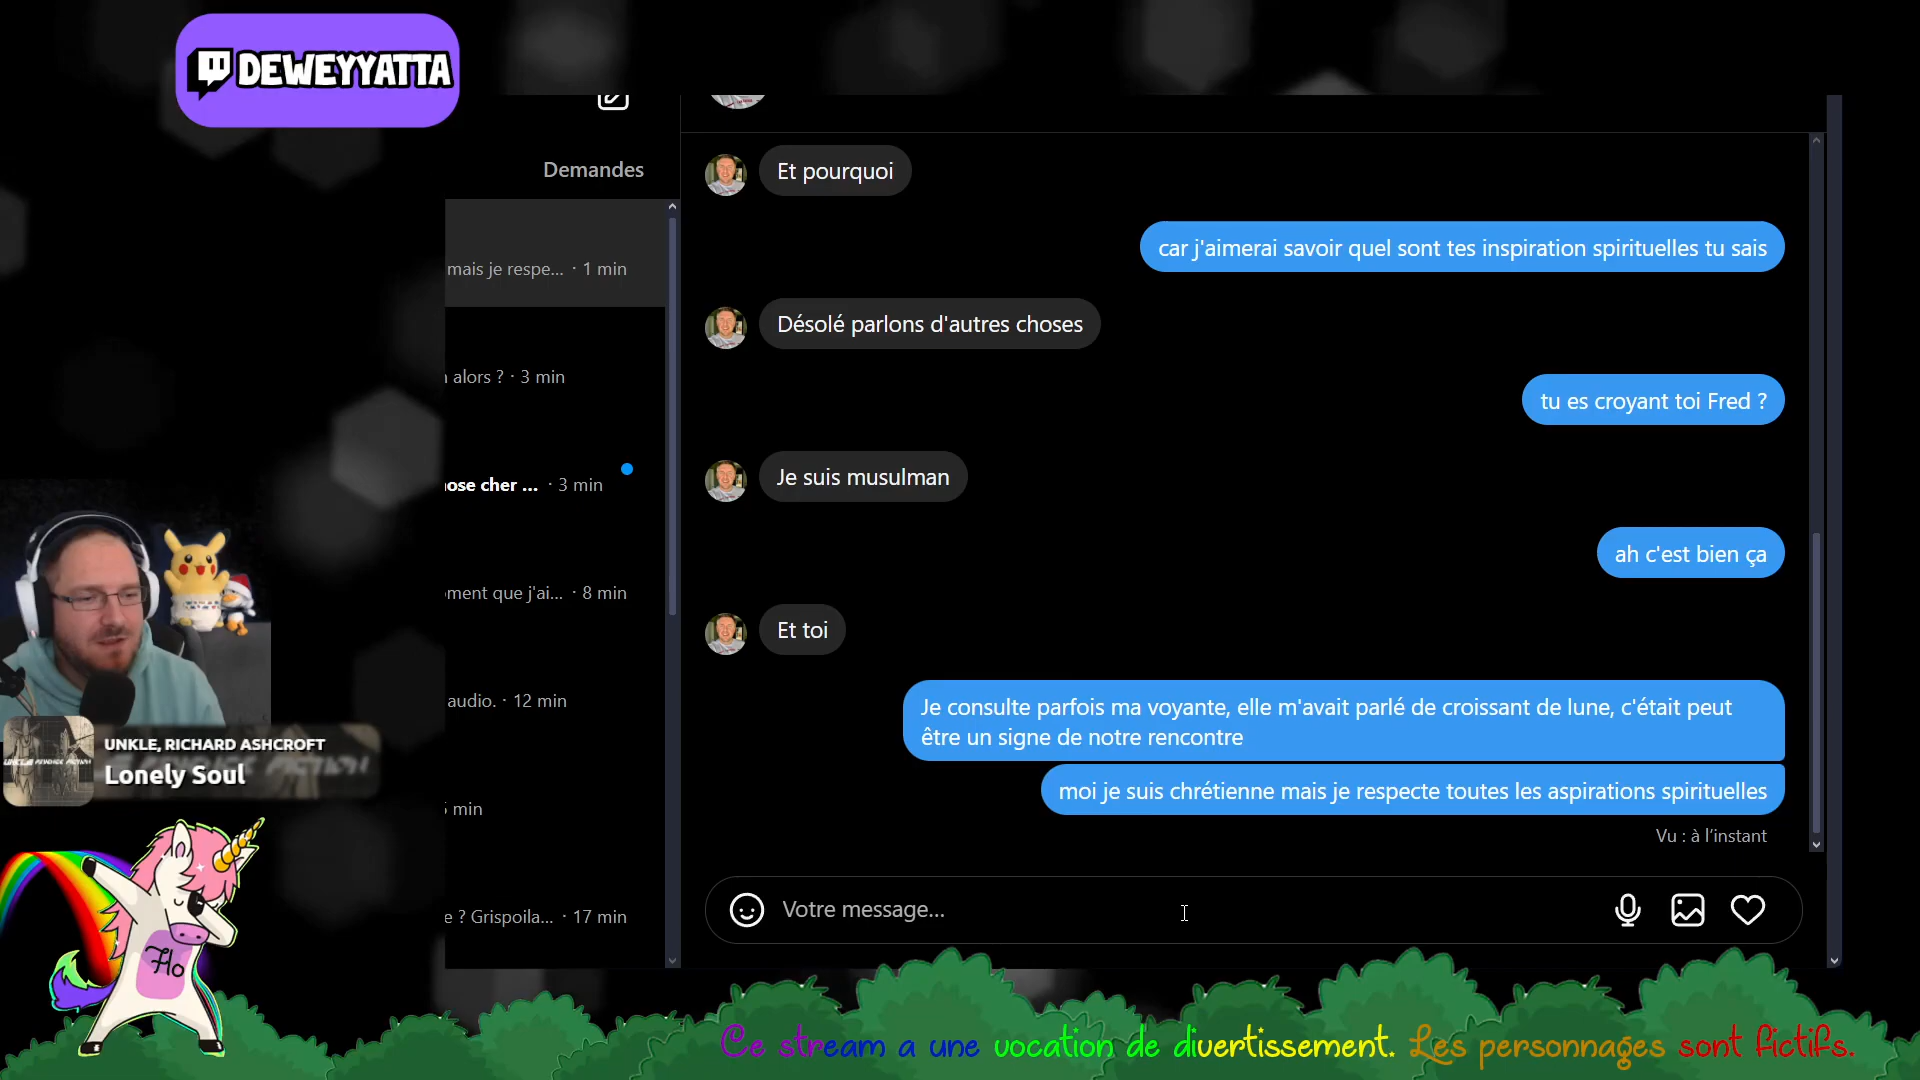 DEWEYYATTA
Demandes
mais je respe... · 1 min
alors ? · 3 min
ose cher ... · 3 min
ment que j'ai... · 8 min
audio. · 12 min
min
e ? Grispoila... · 17 min
Et pourquoi
car j'aimerai savoir quel sont tes inspiration spirituelles tu sais
Désolé parlons d'autres choses
tu es croyant toi Fred ?
Je suis musulman
ah c'est bien ça
Et toi
Je consulte parfois ma voyante, elle m'avait parlé de croissant de lune, c'était peut
être un signe de notre rencontre
moi je suis chrétienne mais je respecte toutes les aspirations spirituelles
Vu : à l'instant
Votre message...
UNKLE, RICHARD ASHCROFT
Lonely Soul
Flo
Ce stream a une vocation de divertissement. Les personnages sont fictifs.